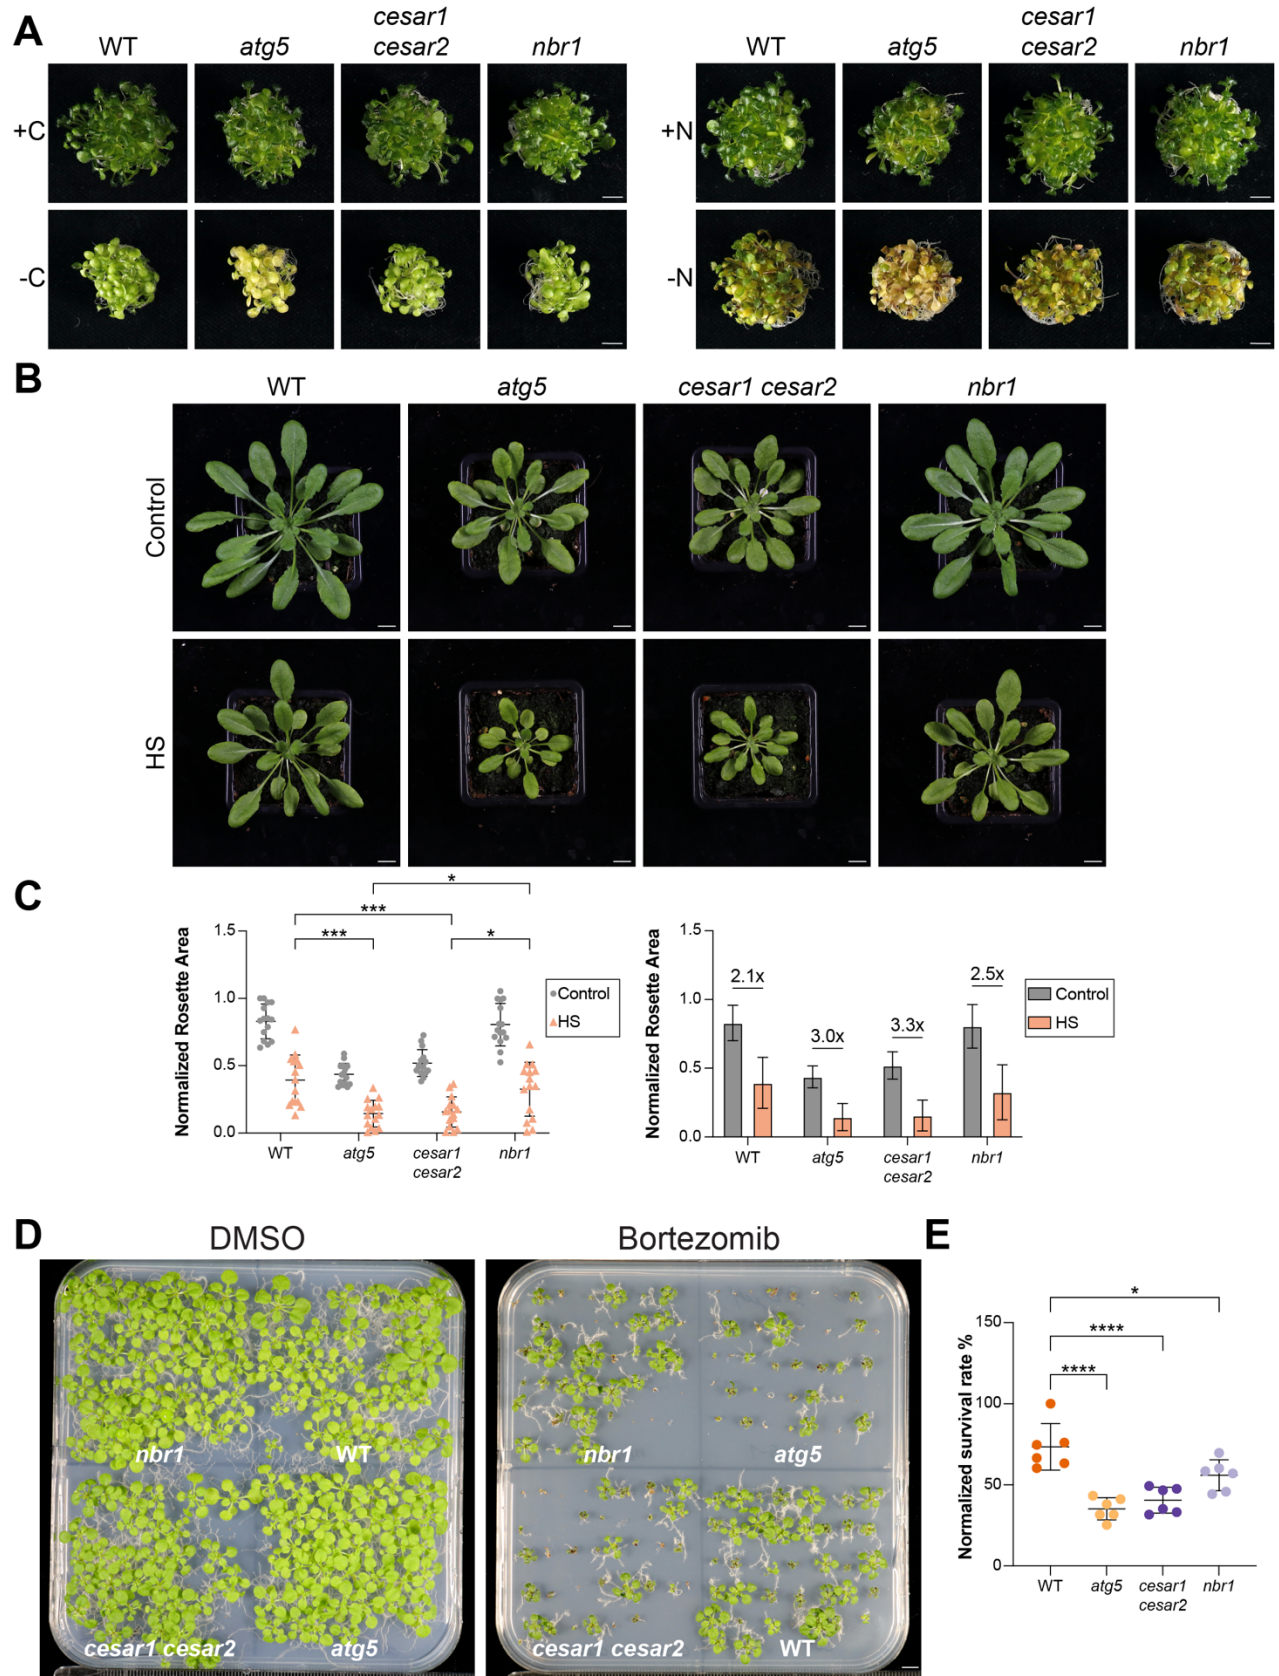 A
WT
atg5
cesar1
cesar2
nbr1
WT
atg5
cesar1
cesar2
nbr1
+C
+N
-C
-N
B
WT
atg5
cesar1 cesar2
nbr1
Control
HS
C
*
***
***
*
Normalized Rosette Area
1.5
1.0
0.5
0.0
WT
atg5
cesar1
cesar2
nbr1
Control
HS
Normalized Rosette Area
1.5
1.0
0.5
0.0
2.1x
3.0x
3.3x
2.5x
WT
atg5
cesar1
cesar2
nbr1
Control
HS
D
DMSO
Bortezomib
nbr1
WT
cesar1 cesar2
atg5
nbr1
atg5
cesar1 cesar2
WT
E
*
****
****
Normalized survival rate %
150
100
50
0
WT
atg5
cesar1
cesar2
nbr1